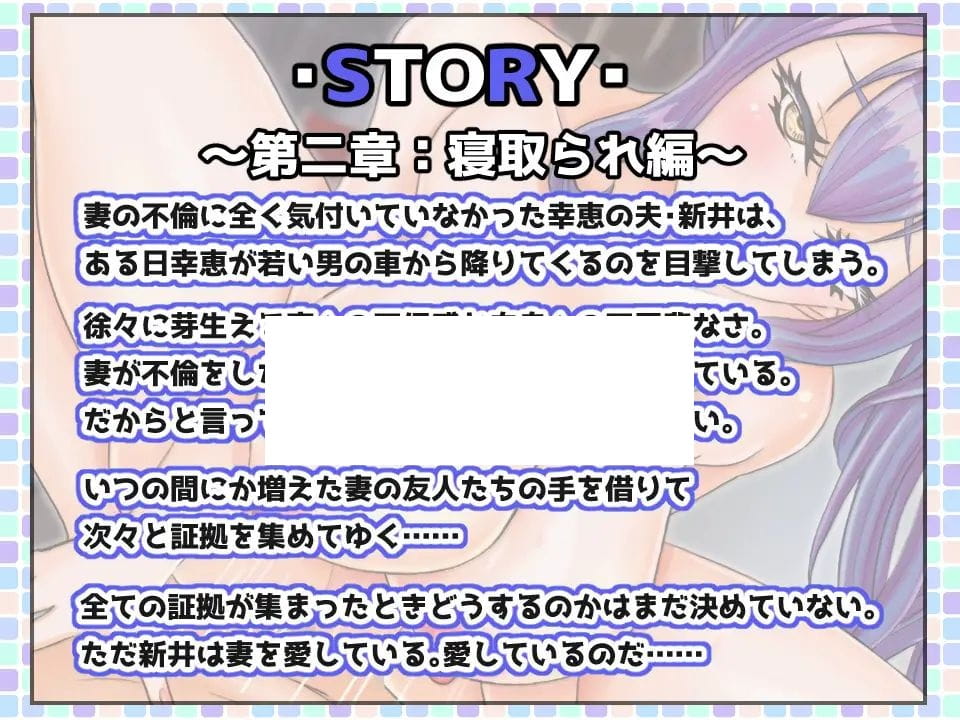 ·STORY·
～第二章：寝取られ編～
妻の不倫に全く気付いていなかった幸恵の夫・新井は、
ある日幸恵が若い男の車から降りてくるのを目撃してしまう。
徐々に芽生え なさ。
妻が不倫をし ている。
だからと言って い。
いつの間にか増えた妻の友人たちの手を借りて
次々と証拠を集めてゆく……
全ての証拠が集まったときどうするのかはまだ決めていない。
ただ新井は妻を愛している。愛しているのだ……